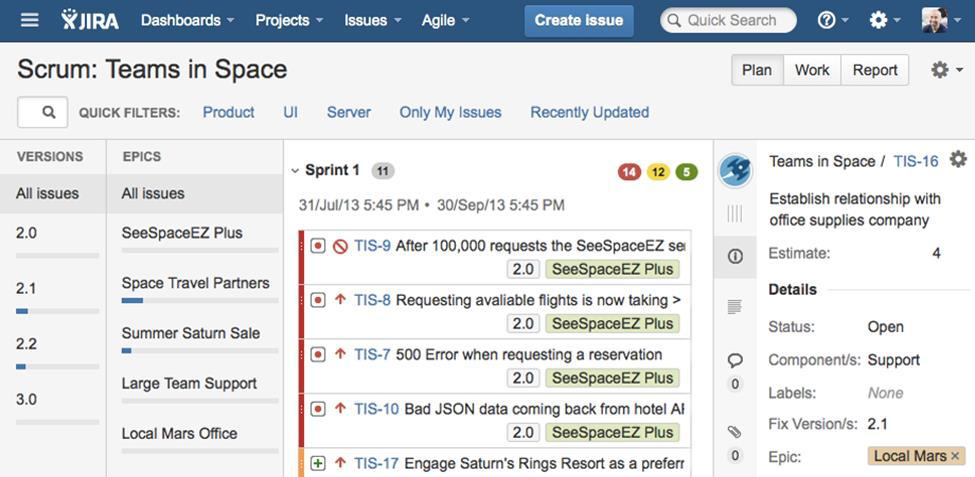 JIRA Dashboards Projects Issues Agile Create issue Quick Search
Scrum: Teams in Space
Plan Work Report
QUICK FILTERS: Product UI Server Only My Issues Recently Updated
VERSIONS
All issues
2.0
2.1
2.2
3.0
EPICS
All issues
SeeSpaceEZ Plus
Space Travel Partners
Summer Saturn Sale
Large Team Support
Local Mars Office
Sprint 1 11
14 12 5
31/Jul/13 5:45 PM • 30/Sep/13 5:45 PM
TIS-9 After 100,000 requests the SeeSpaceEZ
2.0 SeeSpaceEZ Plus
TIS-8 Requesting avaliable flights is now taking >
2.0 SeeSpaceEZ Plus
TIS-7 500 Error when requesting a reservation
2.0 SeeSpaceEZ Plus
TIS-10 Bad JSON data coming back from hotel
2.0 SeeSpaceEZ Plus
TIS-17 Engage Saturn's Rings Resort as a
0
0
Teams in Space / TIS-16
Establish relationship with
office supplies company
Estimate: 4
Details
Status: Open
Component/s: Support
Labels: None
Fix Version/s: 2.1
Epic: Local Mars ×